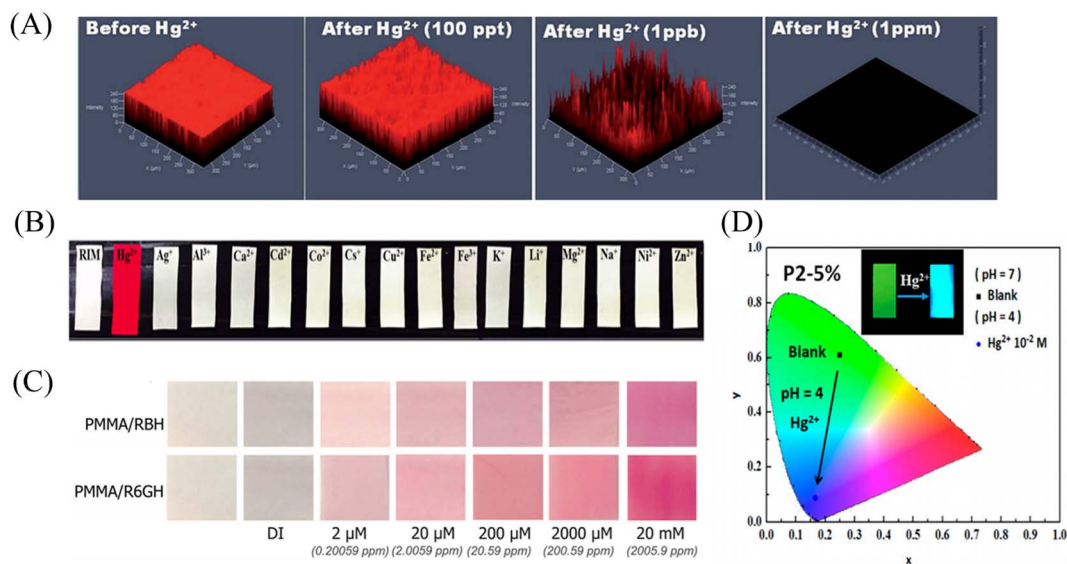 (A)
Before Hg²⁺
After Hg²⁺ (100 ppt)
After Hg²⁺ (1ppb)
After Hg²⁺ (1ppm)
(B)
RIM Hg²⁺ Ag⁺ Al³⁺ Ca²⁺ Cd²⁺ Co²⁺ Cs⁺ Cu²⁺ Fe²⁺ Fe³⁺ K⁺ Li⁺ Mg²⁺ Na⁺ Ni²⁺ Zn²⁺
(C)
PMMA/RBH
PMMA/R6GH
DI 2 µM 20 µM 200 µM 2000 µM 20 mM
(0.20059 ppm) (2.0059 ppm) (20.59 ppm) (200.59 ppm) (2005.9 ppm)
(D)
P2-5%
Hg²⁺
( pH = 7 )
Blank
( pH = 4 )
Hg²⁺ 10⁻² M
Blank
pH = 4
Hg²⁺
y
1.0
0.8
0.6
0.4
0.2
0.0
0.0 0.1 0.2 0.3 0.4 0.5 0.6 0.7 0.8 0.9 1.0
x